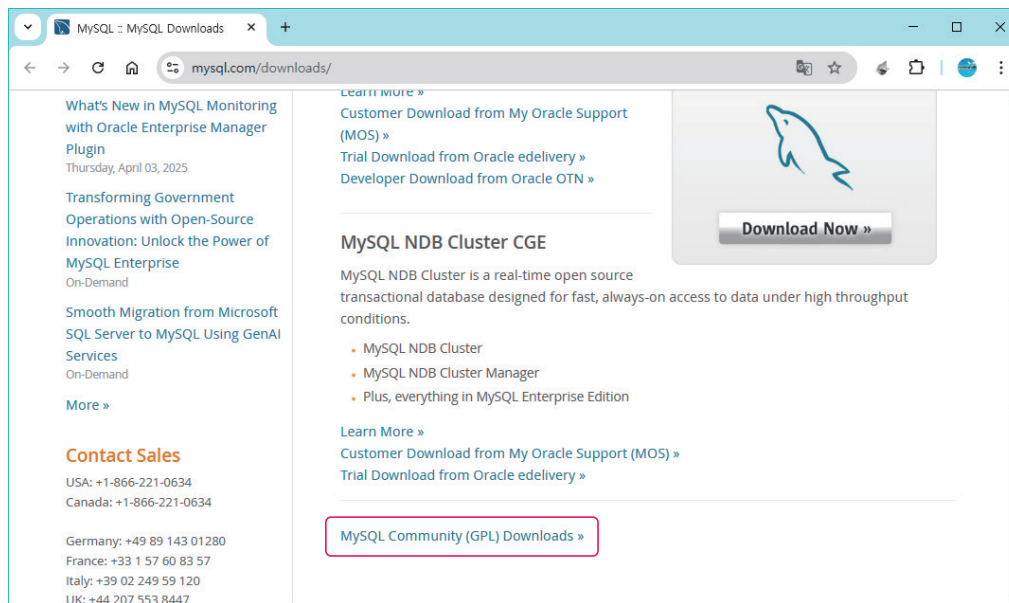 MySQL :: MySQL Downloads
mysql.com/downloads/
What's New in MySQL Monitoring
with Oracle Enterprise Manager
Plugin
Thursday, April 03, 2025
Transforming Government
Operations with Open-Source
Innovation: Unlock the Power of
MySQL Enterprise
On-Demand
Smooth Migration from Microsoft
SQL Server to MySQL Using GenAI
Services
On-Demand
More »
Contact Sales
USA: +1-866-221-0634
Canada: +1-866-221-0634
Germany: +49 89 143 01280
France: +33 1 57 60 83 57
Italy: +39 02 249 59 120
UK: +44 207 553 8447
Learn More »
Customer Download from My Oracle Support
(MOS) »
Trial Download from Oracle edelivery »
Developer Download from Oracle OTN »
Download Now »
MySQL NDB Cluster CGE
MySQL NDB Cluster is a real-time open source
transactional database designed for fast, always-on access to data under high throughput
conditions.
• MySQL NDB Cluster
• MySQL NDB Cluster Manager
• Plus, everything in MySQL Enterprise Edition
Learn More »
Customer Download from My Oracle Support (MOS) »
Trial Download from Oracle edelivery »
MySQL Community (GPL) Downloads »